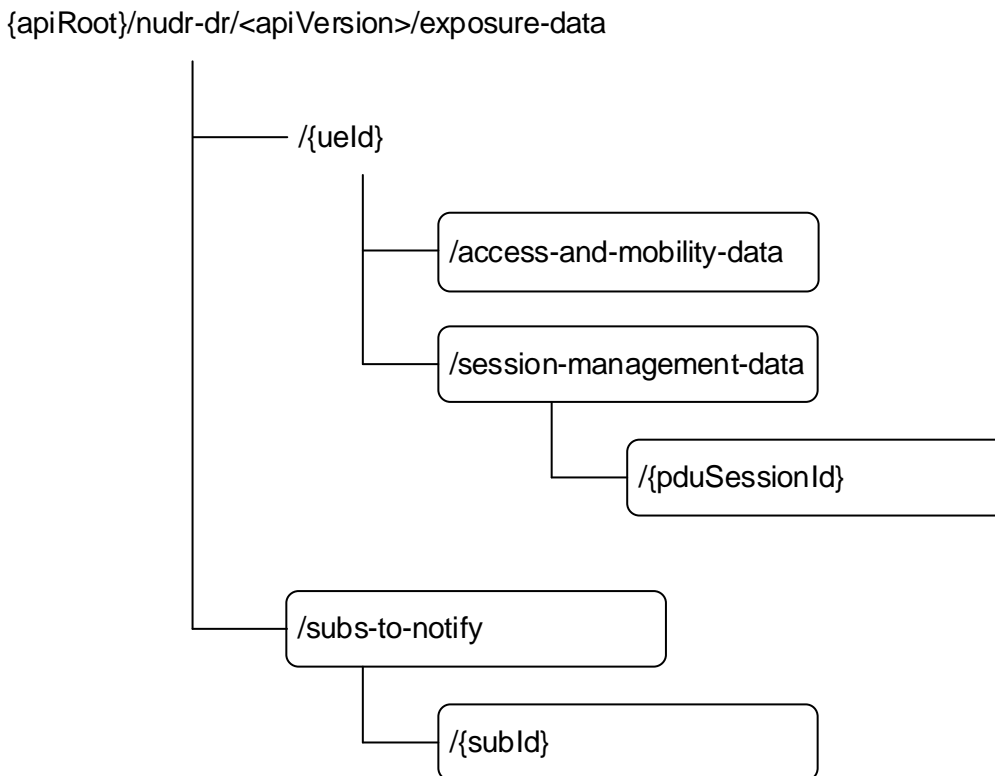 {apiRoot}/nudr-dr/<apiVersion>/exposure-data
/{ueId}
/access-and-mobility-data
/session-management-data
/{pduSessionId}
/subs-to-notify
/{subId}